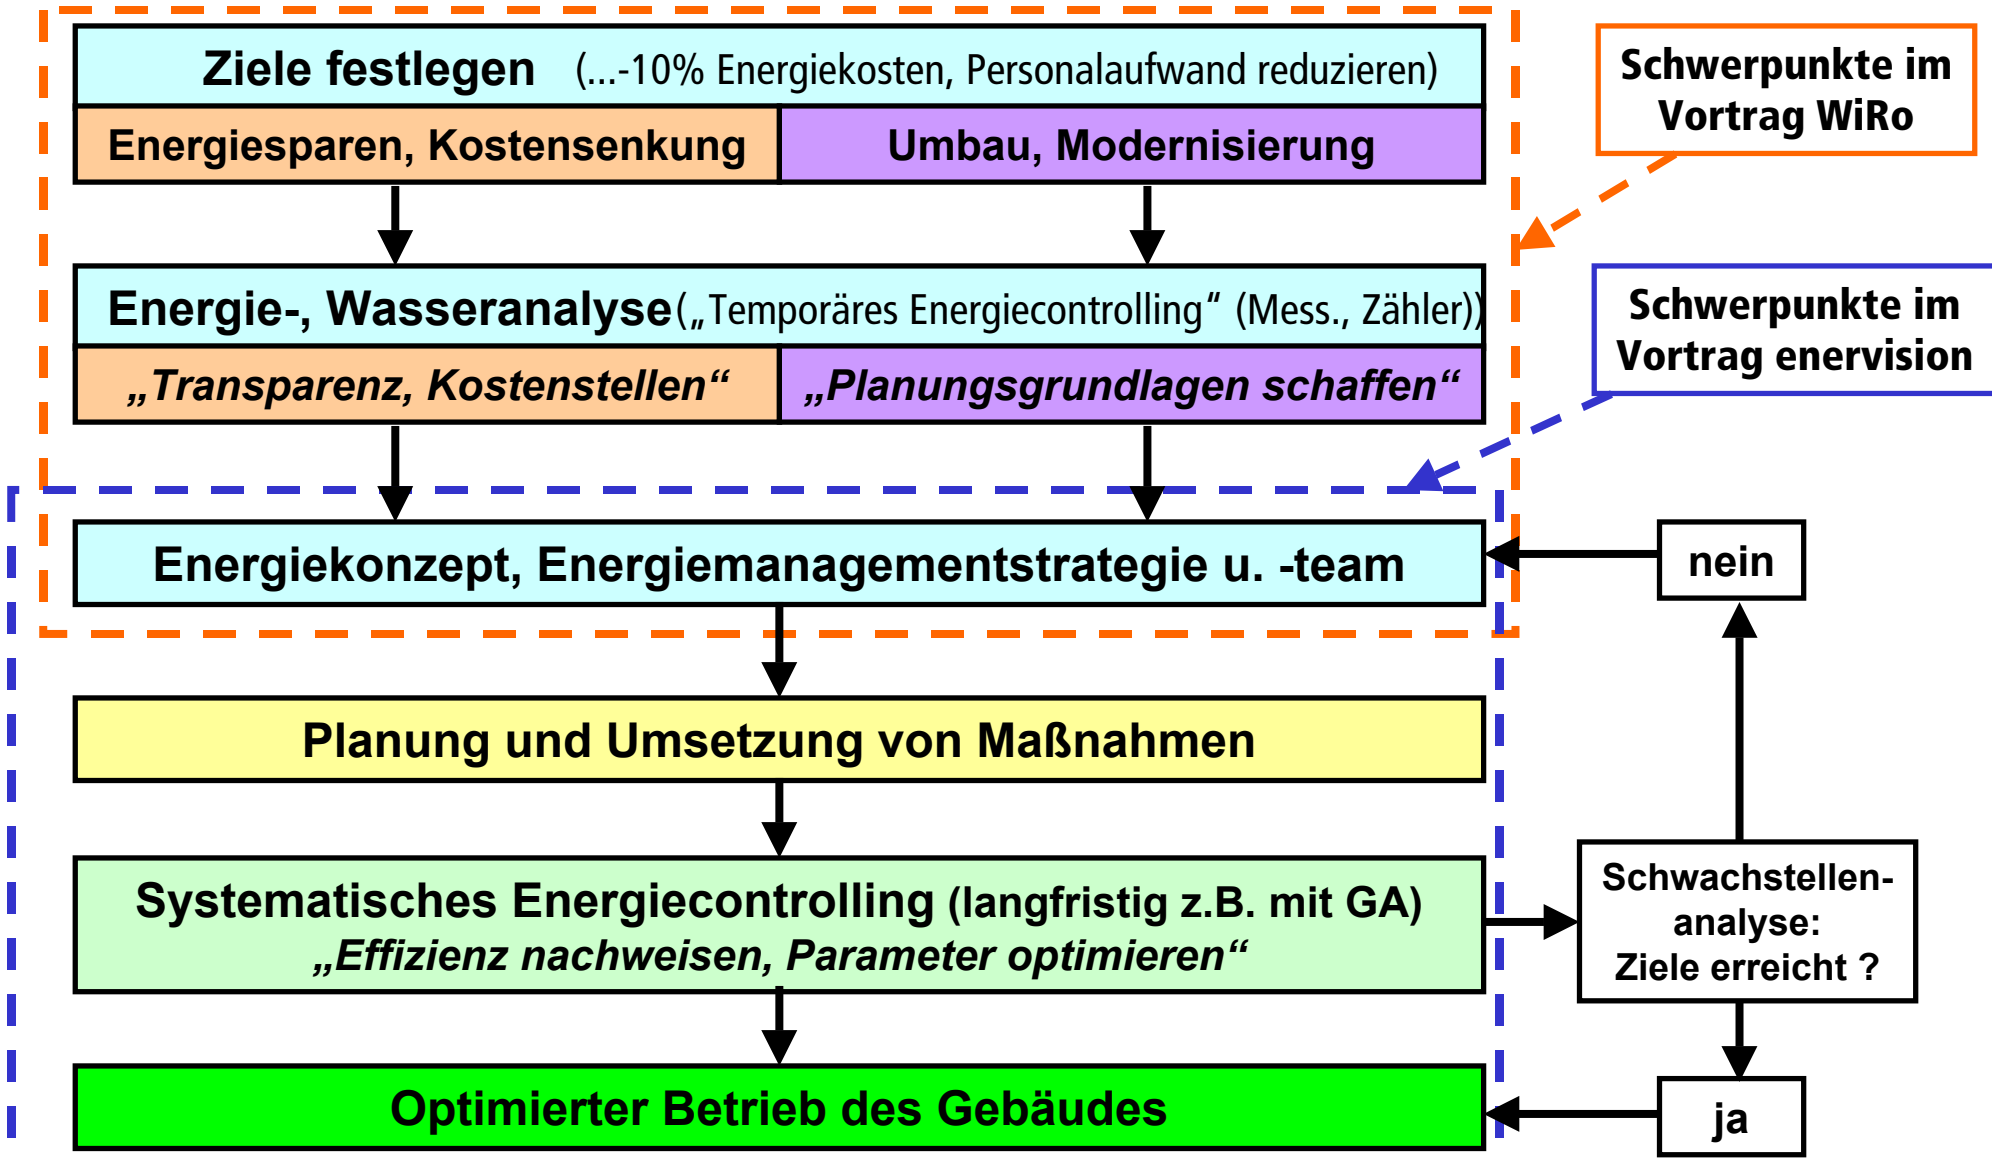 Ziele festlegen (...-10% Energiekosten, Personalaufwand reduzieren)
Energiesparen, Kostensenkung
Umbau, Modernisierung
Schwerpunkte im
Vortrag WiRo
Energie-, Wasseranalyse („Temporäres Energiecontrolling“ (Mess., Zähler))
„Transparenz, Kostenstellen“
„Planungsgrundlagen schaffen“
Schwerpunkte im
Vortrag enervision
Energiekonzept, Energiemanagementstrategie u. -team
nein
Planung und Umsetzung von Maßnahmen
Systematisches Energiecontrolling (langfristig z.B. mit GA)
„Effizienz nachweisen, Parameter optimieren“
Schwachstellen-
analyse:
Ziele erreicht ?
Optimierter Betrieb des Gebäudes
ja